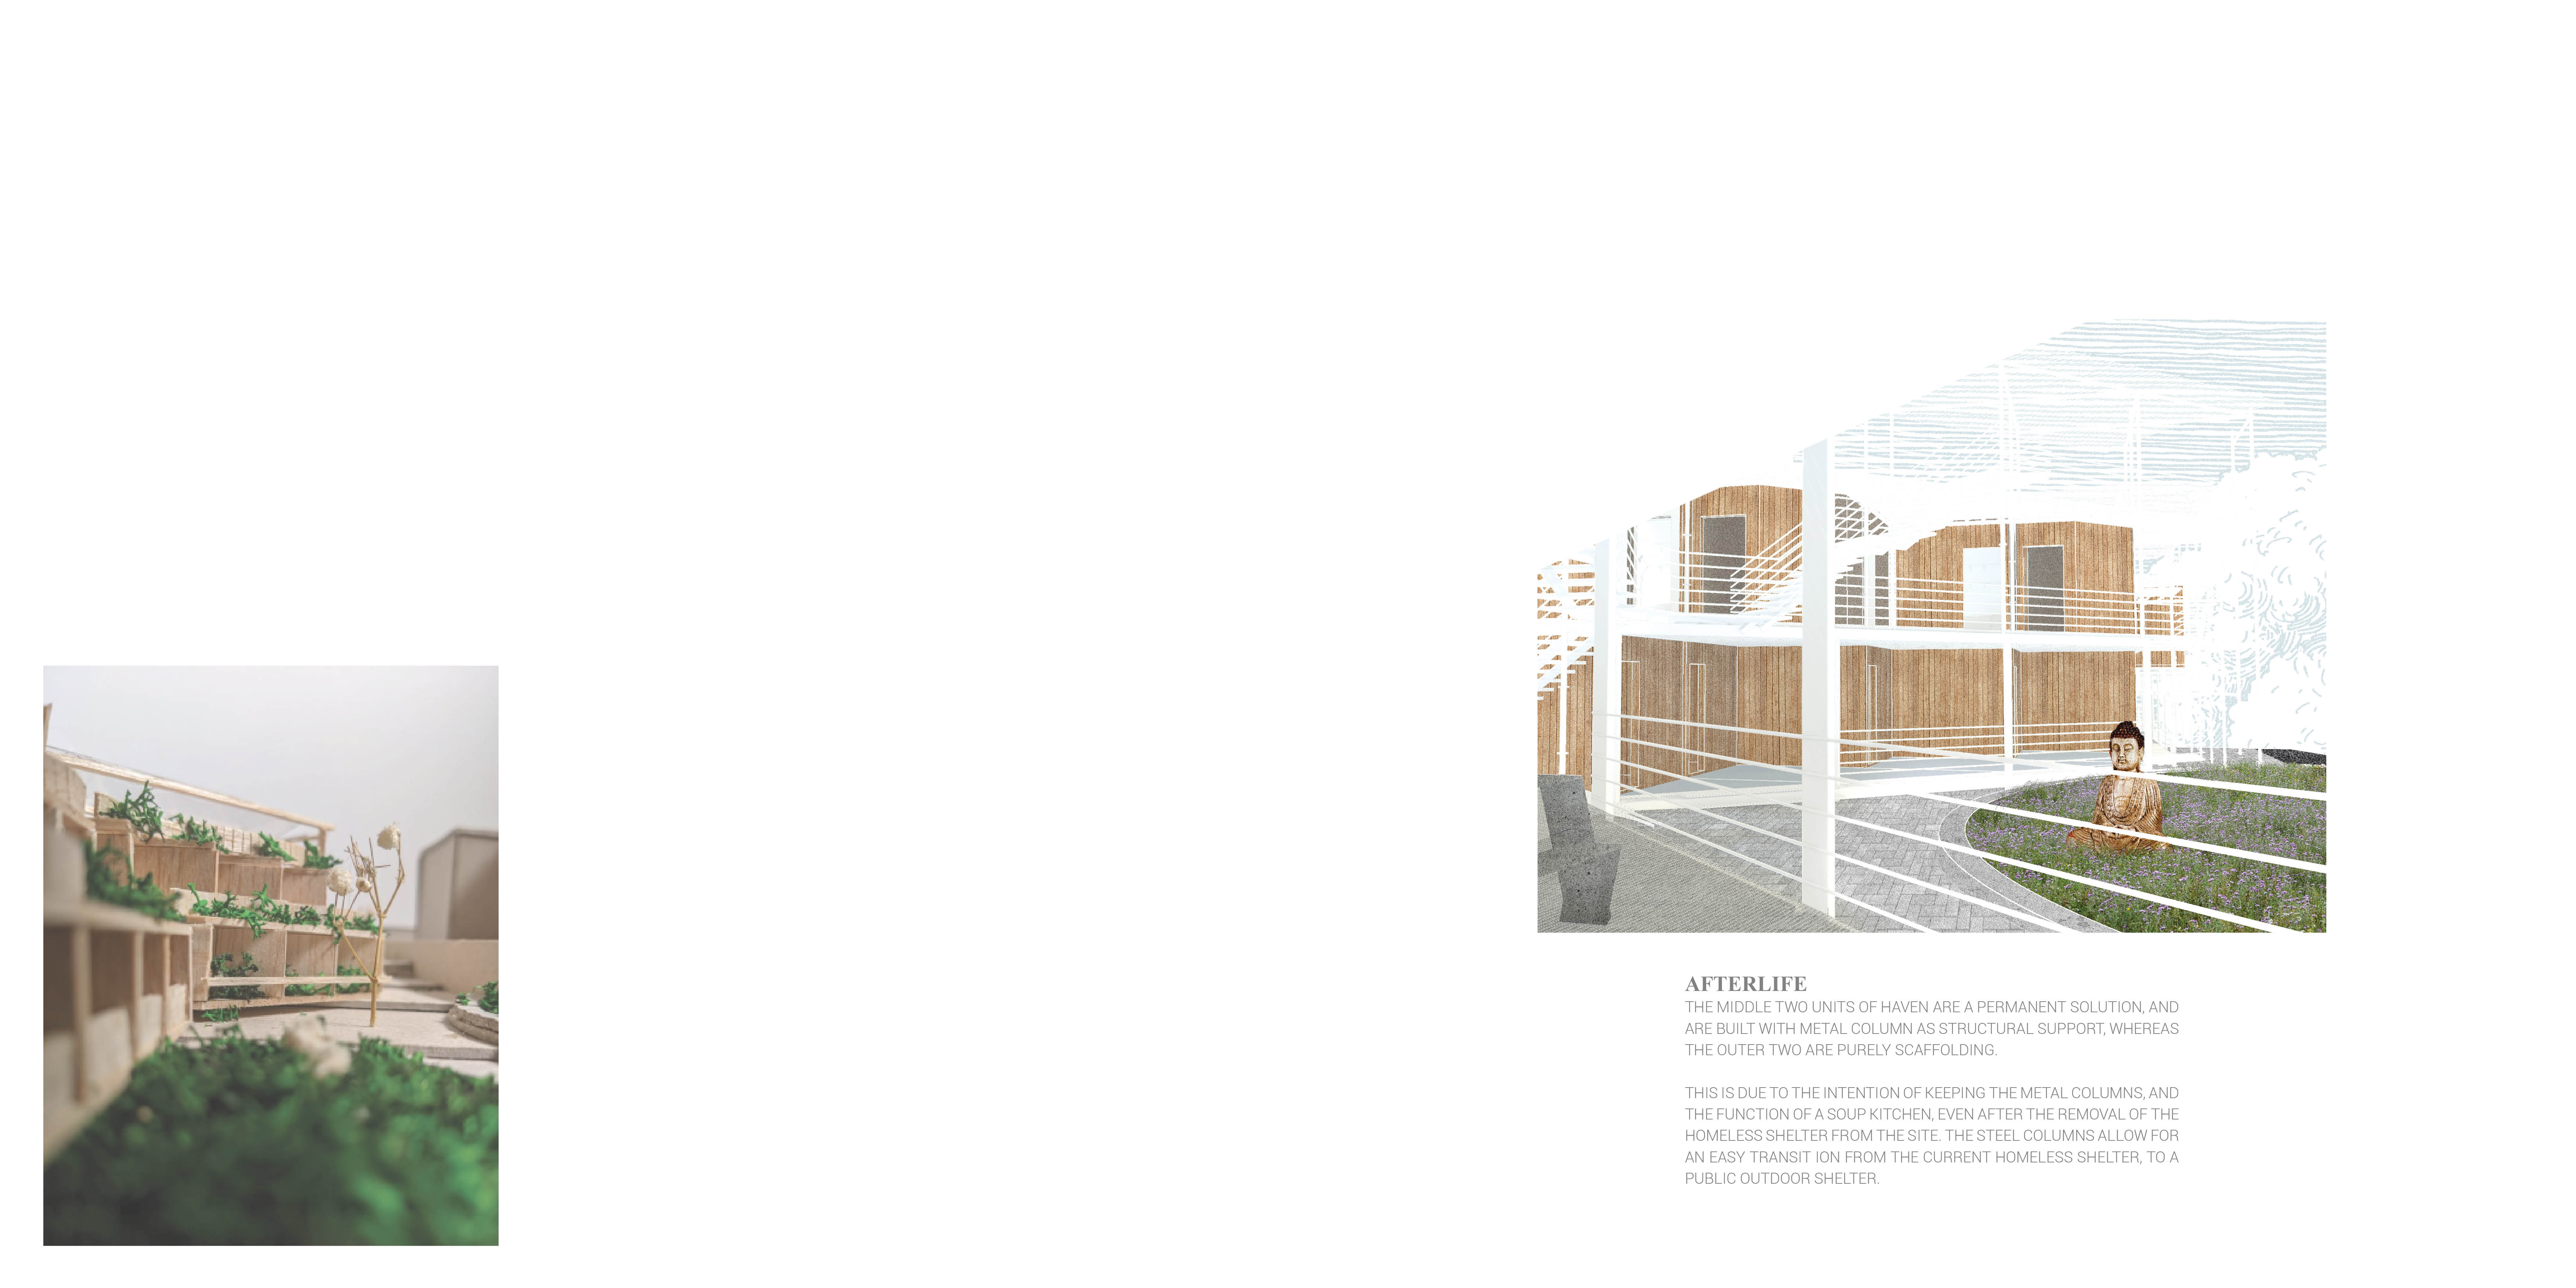 AFTERLIFE
THE MIDDLE TWO UNITS OF HAVEN ARE A PERMANENT SOLUTION, AND
ARE BUILT WITH METAL COLUMN AS STRUCTURAL SUPPORT, WHEREAS
THE OUTER TWO ARE PURELY SCAFFOLDING.
THIS IS DUE TO THE INTENTION OF KEEPING THE METAL COLUMNS, AND
THE FUNCTION OF A SOUP KITCHEN, EVEN AFTER THE REMOVAL OF THE
HOMELESS SHELTER FROM THE SITE. THE STEEL COLUMNS ALLOW FOR
AN EASY TRANSIT ION FROM THE CURRENT HOMELESS SHELTER, TO A
PUBLIC OUTDOOR SHELTER.